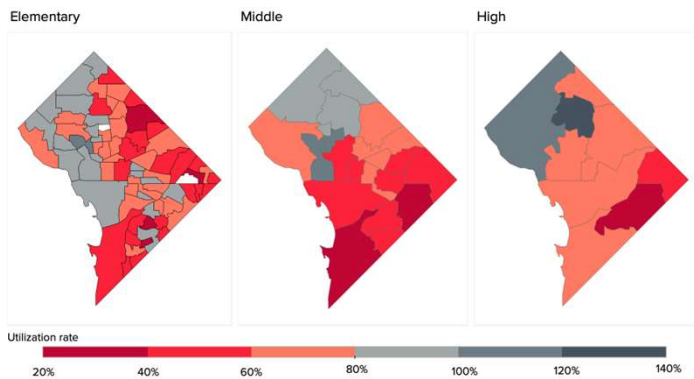 Elementary
Middle
High
Utilization rate
20%
40%
60%
80%
100%
120%
140%